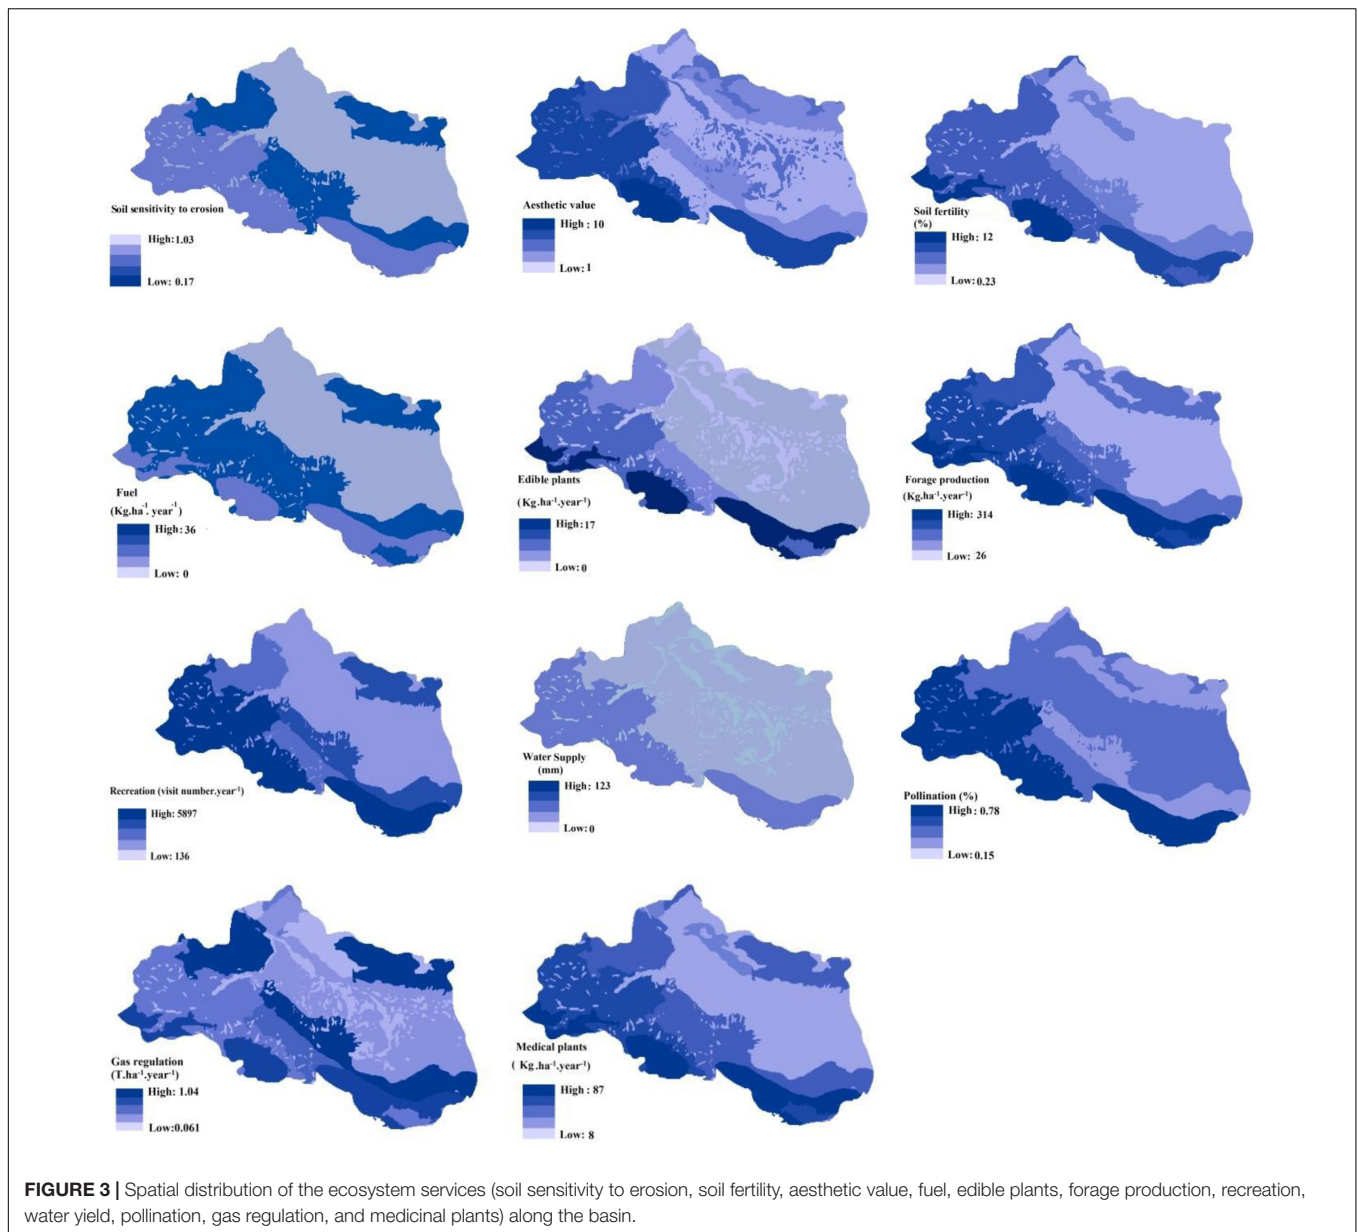 Soil sensitivity to erosion
High: 1.03
Low: 0.17
Aesthetic value
High : 10
Low: 1
Soil fertility
(%)
High: 12
Low: 0.23
Fuel
(Kg.ha⁻¹. year⁻¹)
High: 36
Low: 0
Edible plants
(Kg.ha⁻¹.year⁻¹)
High: 17
Low: 0
Forage production
(Kg.ha⁻¹.year⁻¹)
High: 314
Low: 26
Recreation (visit number.year⁻¹)
High: 5897
Low: 136
Water Supply
(mm)
High: 123
Low: 0
Pollination (%)
High: 0.78
Low: 0.15
Gas regulation
(T.ha⁻¹.year⁻¹)
High: 1.04
Low:0.061
Medical plants
( Kg.ha⁻¹.year⁻¹)
High : 87
Low: 8
FIGURE 3 | Spatial distribution of the ecosystem services (soil sensitivity to erosion, soil fertility, aesthetic value, fuel, edible plants, forage production, recreation,
water yield, pollination, gas regulation, and medicinal plants) along the basin.